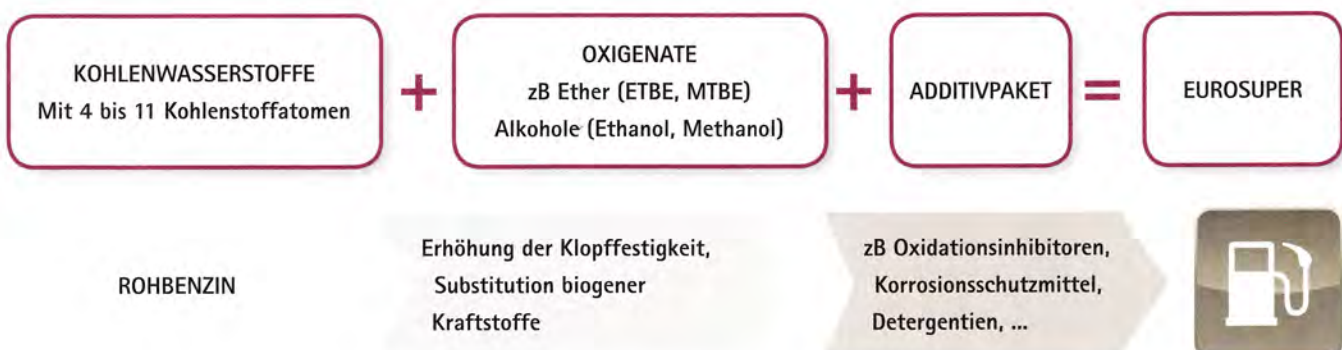 KOHLENWASSERSTOFFE
Mit 4 bis 11 Kohlenstoffatomen
+
OXIGENATE
zB Ether (ETBE, MTBE)
Alkohole (Ethanol, Methanol)
+
ADDITIVPAKET
=
EUROSUPER
ROHBENZIN
Erhöhung der Klopffestigkeit,
Substitution biogener
Kraftstoffe
zB Oxidationsinhibitoren,
Korrosionsschutzmittel,
Detergentien, ...